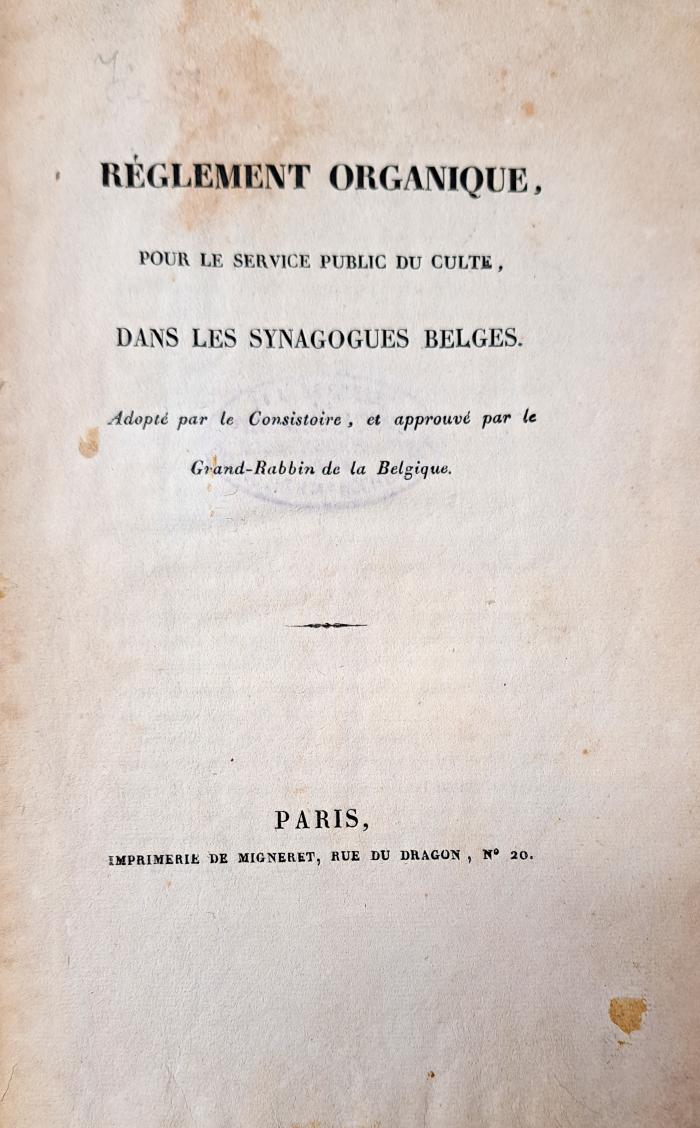 RÉGLEMENT ORGANIQUE,
POUR LE SERVICE PUBLIC DU CULTE,
DANS LES SYNAGOGUES BELGES.
Adopté par le Consistoire, et approuvé par le
Grand-Rabbin de la Belgique.
PARIS,
IMPRIMERIE DE MIGNERET, RUE DU DRAGON, Nº 20.